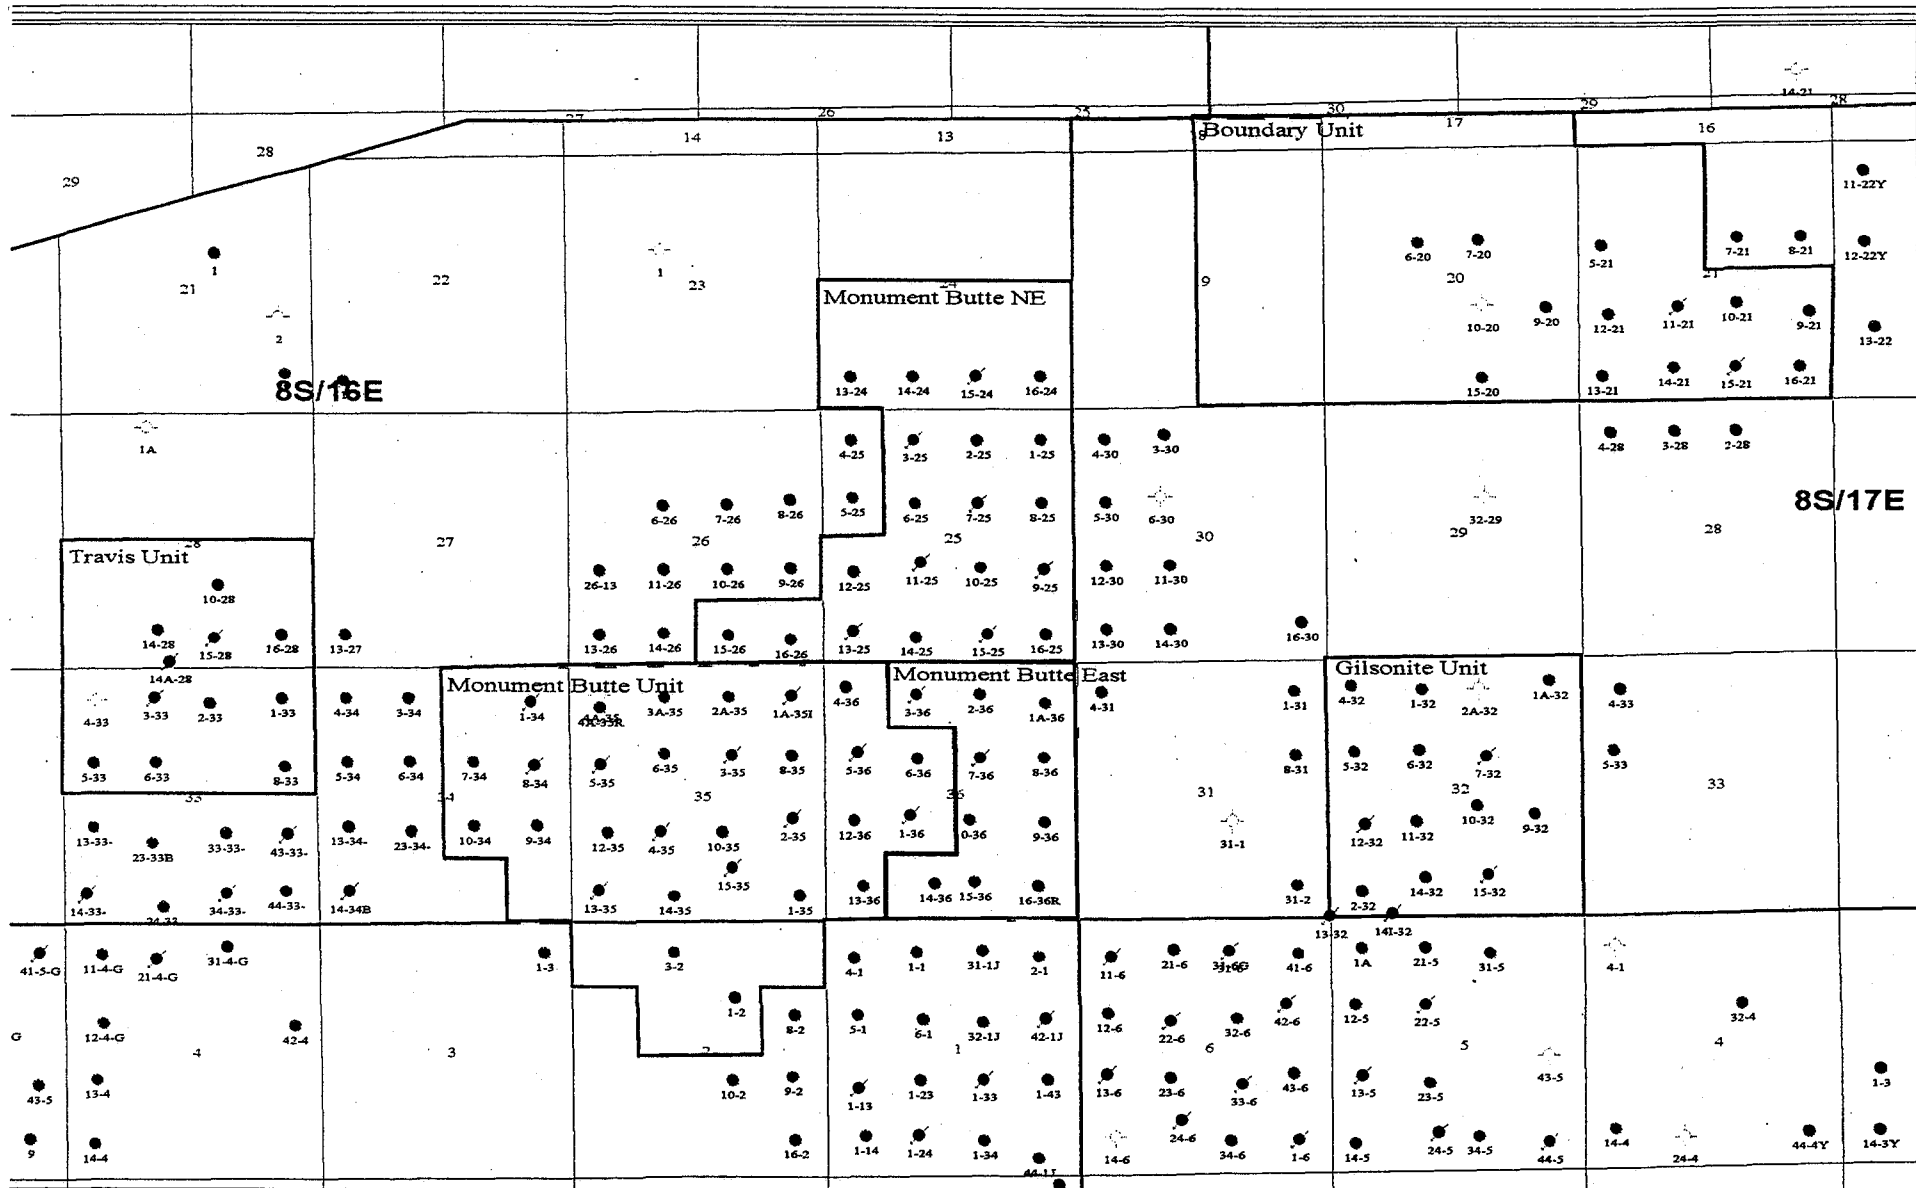 14-21
27 26 25 30 29 28
14 13 17 16
Boundary Unit
28
29
11-22Y
1 1 6-20 7-20 5-21 7-21 8-21 12-22Y
21 22 23 24 9 20 21
Monument Butte NE
2 10-20 9-20 12-21 11-21 10-21 9-21 13-22
8S/16E
13-24 14-24 15-24 16-24 15-20 13-21 14-21 15-21 16-21
1A 4-25 3-25 2-25 1-25 4-30 3-30 4-28 3-28 2-28
8S/17E
6-26 7-26 8-26 5-25 6-25 7-25 8-25 5-30 6-30 32-29
28 27 26 25 30 29 28
Travis Unit
10-28 26-13 11-26 10-26 9-26 12-25 11-25 10-25 9-25 12-30 11-30
14-28 15-28 16-28 13-27 13-26 14-26 15-26 16-26 13-25 14-25 15-25 16-25 13-30 14-30 16-30
14A-28
Monument Butte Unit Monument Butte East Gilsonite Unit
4-33 3-33 2-33 1-33 4-34 3-34 1-34 4A-35R 3A-35 2A-35 1A-35I 4-36 3-36 2-36 1A-36 4-31 1-31 4-32 1-32 2A-32 1A-32 4-33
5-33 6-33 8-33 5-34 6-34 7-34 8-34 5-35 6-35 3-35 8-35 5-36 6-36 7-36 8-36 8-31 5-32 6-32 7-32 5-33
33 34 35 36 31 32 33
13-33- 23-33B 33-33- 43-33- 13-34- 23-34- 10-34 9-34 12-35 4-35 10-35 2-35 12-36 1-36 0-36 9-36 31-1 12-32 11-32 10-32 9-32
15-35
14-33- 24-33 34-33- 44-33- 14-34B 13-35 14-35 1-35 13-36 14-36 15-36 16-36R 31-2 2-32 14-32 15-32
13-32 14I-32
41-5-G 11-4-G 21-4-G 31-4-G 1-3 3-2 4-1 1-1 31-1J 2-1 11-6 21-6 31-6G 41-6 1A 21-5 31-5 4-1
1-2
G 12-4-G 42-4 8-2 5-1 6-1 32-1J 42-1J 12-6 22-6 32-6 42-6 12-5 22-5 32-4
4 3 2 1 6 5 4
43-5 13-4 10-2 9-2 1-13 1-23 1-33 1-43 13-6 23-6 33-6 43-6 13-5 23-5 43-5 1-3
9 14-4 16-2 1-14 1-24 1-34 44-1J 14-6 24-6 34-6 1-6 14-5 24-5 34-5 44-5 14-4 24-4 44-4Y 14-3Y